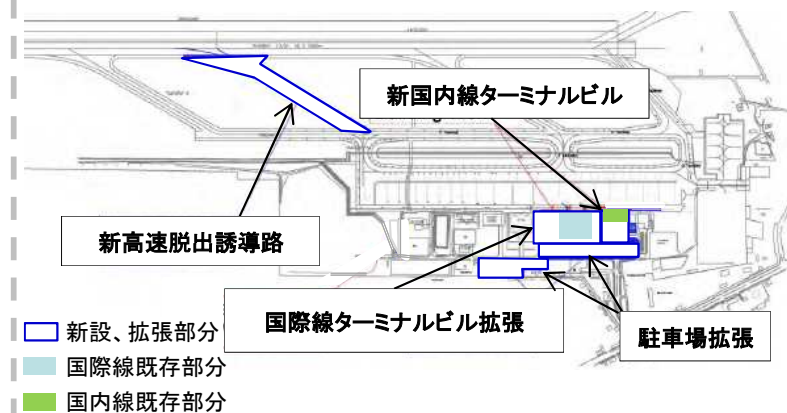 新国内線ターミナルビル
新高速脱出誘導路
国際線ターミナルビル拡張
駐車場拡張
新設、拡張部分
国際線既存部分
国内線既存部分